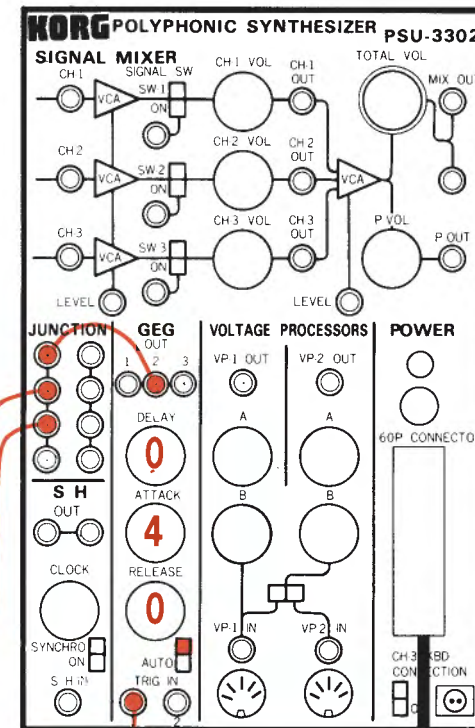 KORG POLYPHONIC SYNTHESIZER PSU-3302
SIGNAL MIXER
CH 1
SIGNAL SW
SW 1
ON
VCA
CH 1 VOL
CH 1
OUT
TOTAL VOL
MIX OUT
CH 2
SW 2
ON
VCA
CH 2 VOL
CH 2
OUT
VCA
CH 3
SW 3
ON
VCA
CH 3 VOL
CH 3
OUT
P VOL
P OUT
LEVEL
LEVEL
JUNCTION
GEG
OUT
1 2 3
DELAY
0
ATTACK
4
RELEASE
0
AUTO
TRIG IN
2
S H
OUT
CLOCK
SYNCHRO
ON
S H IN
VOLTAGE PROCESSORS
VP-1 OUT
VP-2 OUT
A
A
B
B
VP-1 IN
VP-2 IN
POWER
60P CONNECTO
CH-3 KBD
CONNECTION